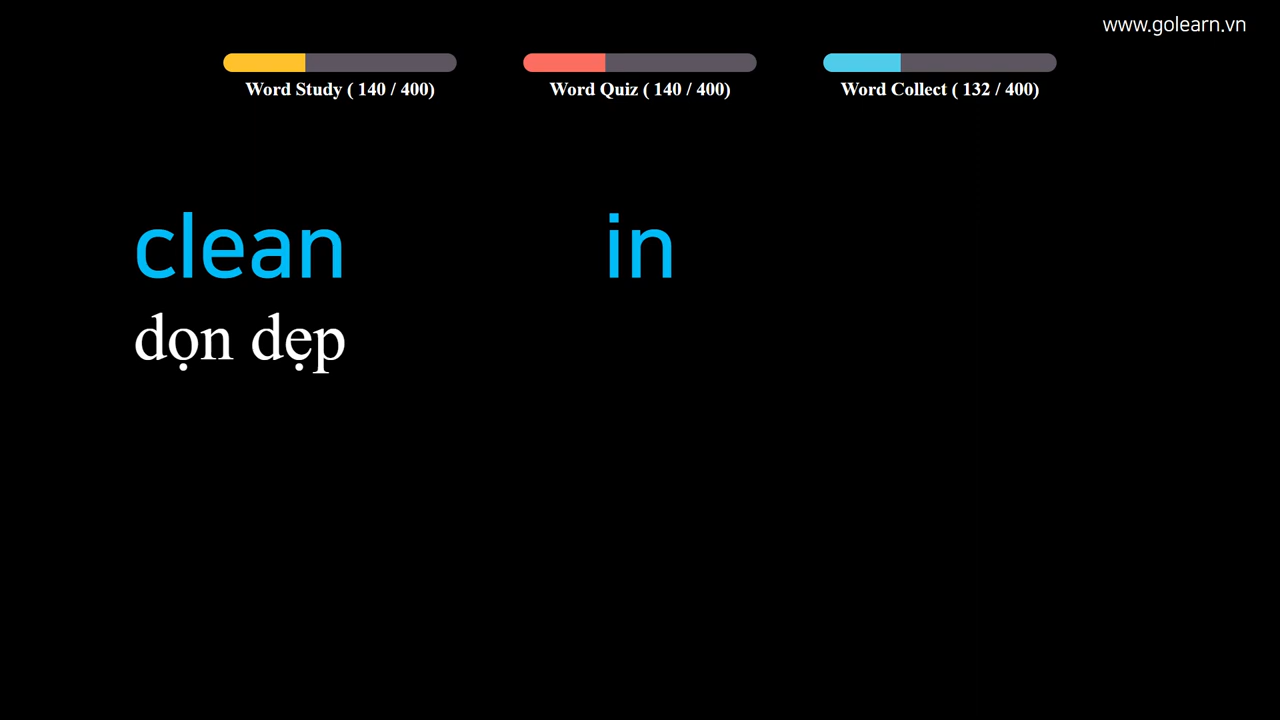 www.golearn.vn
Word Study ( 140 / 400)
Word Quiz ( 140 / 400)
Word Collect ( 132 / 400)
clean
in
dọn dẹp